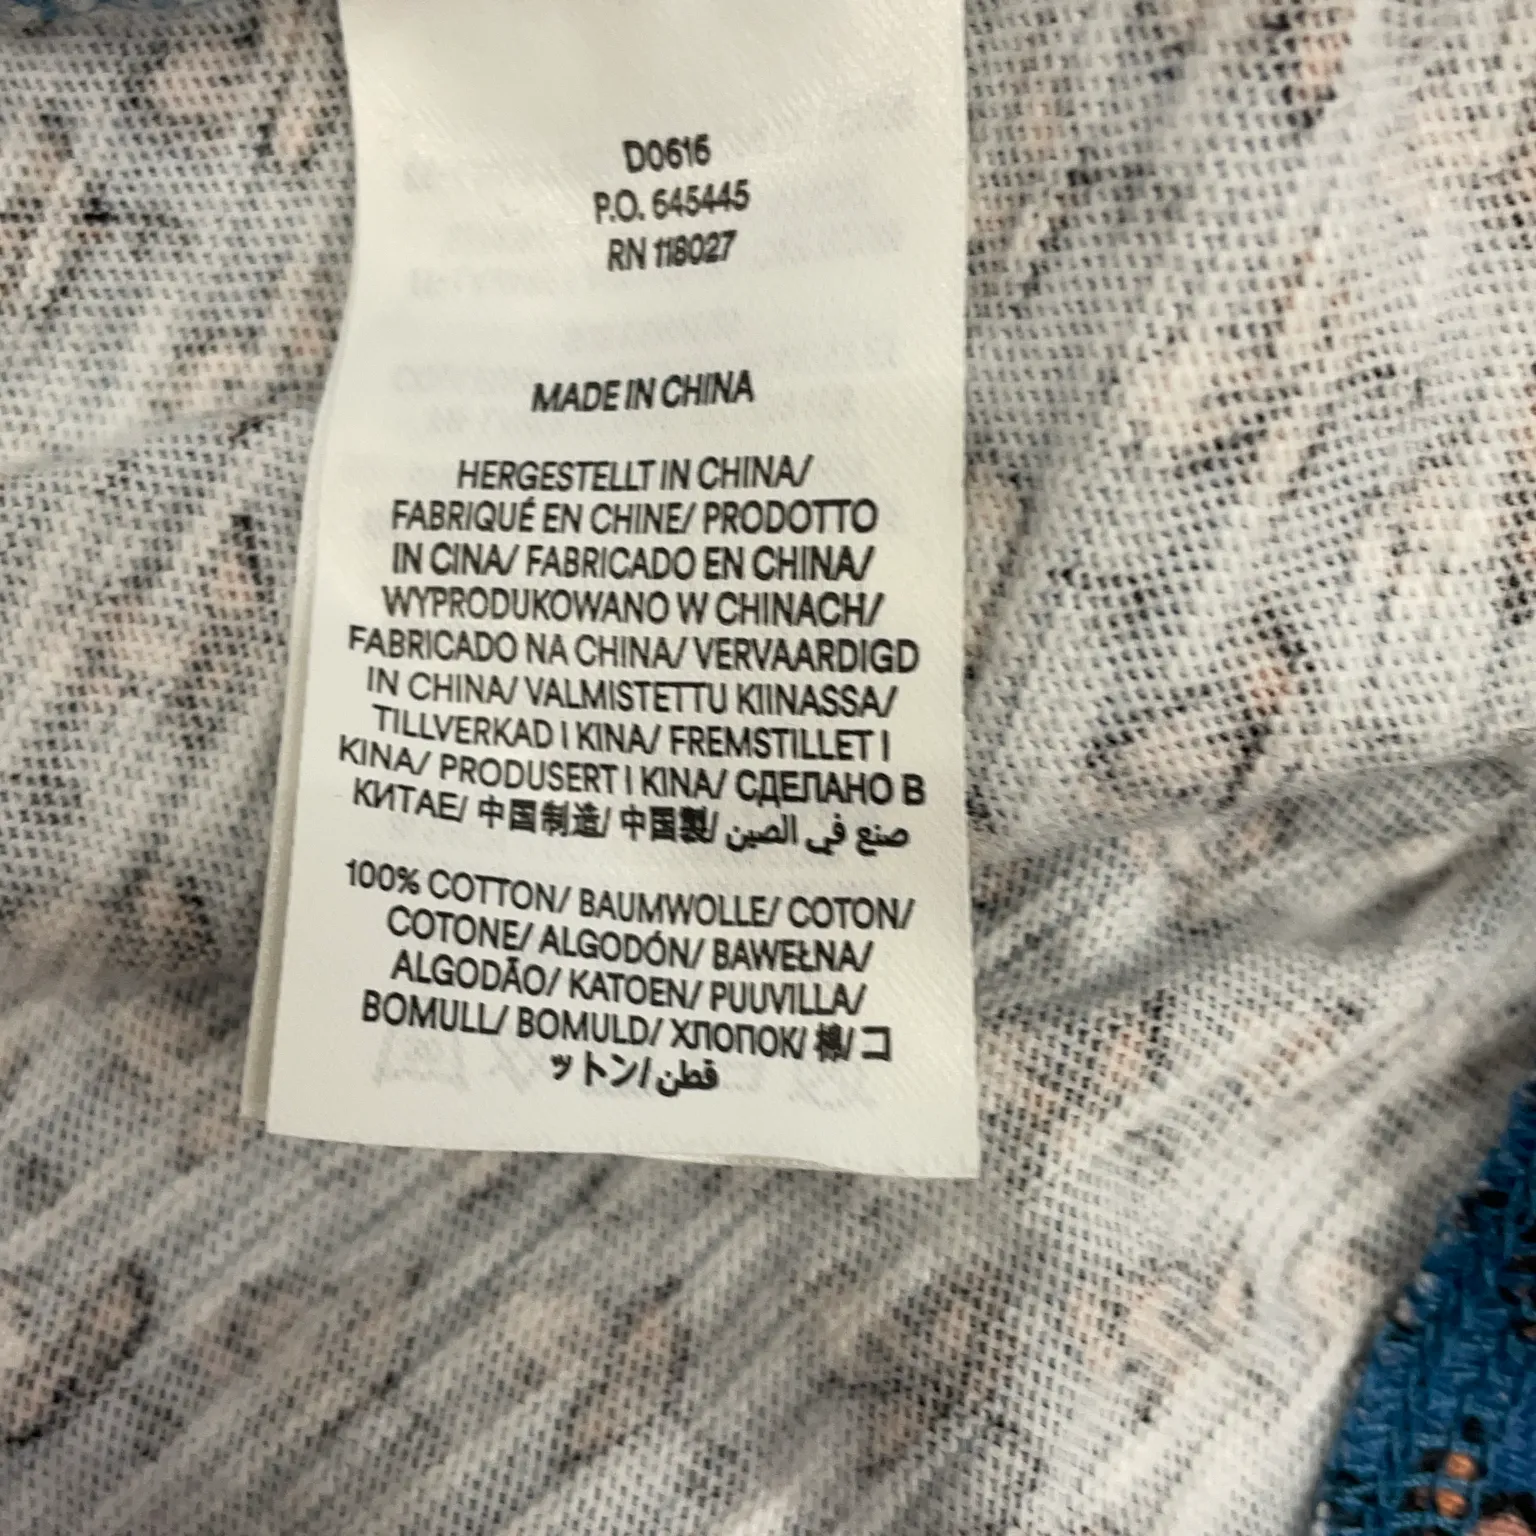 D0616
P.O. 645445
RN 118027
MADE IN CHINA
HERGESTELLT IN CHINA/
FABRIQUÉ EN CHINE/ PRODOTTO
IN CINA/ FABRICADO EN CHINA/
WYPRODUKOWANO W CHINACH/
FABRICADO NA CHINA/ VERVAARDIGD
IN CHINA/ VALMISTETTU KIINASSA/
TILLVERKAD I KINA/ FREMSTILLET I
KINA/ PRODUSERT I KINA/ СДЕЛАНО В
КИТАЕ/ 中国制造/ 中国製/ صنع في الصين
100% COTTON/ BAUMWOLLE/ COTON/
COTONE/ ALGODÓN/ BAWEŁNA/
ALGODÃO/ KATOEN/ PUUVILLA/
BOMULL/ BOMULD/ ХЛОПОК/ 棉/ コ
ットン/ قطن